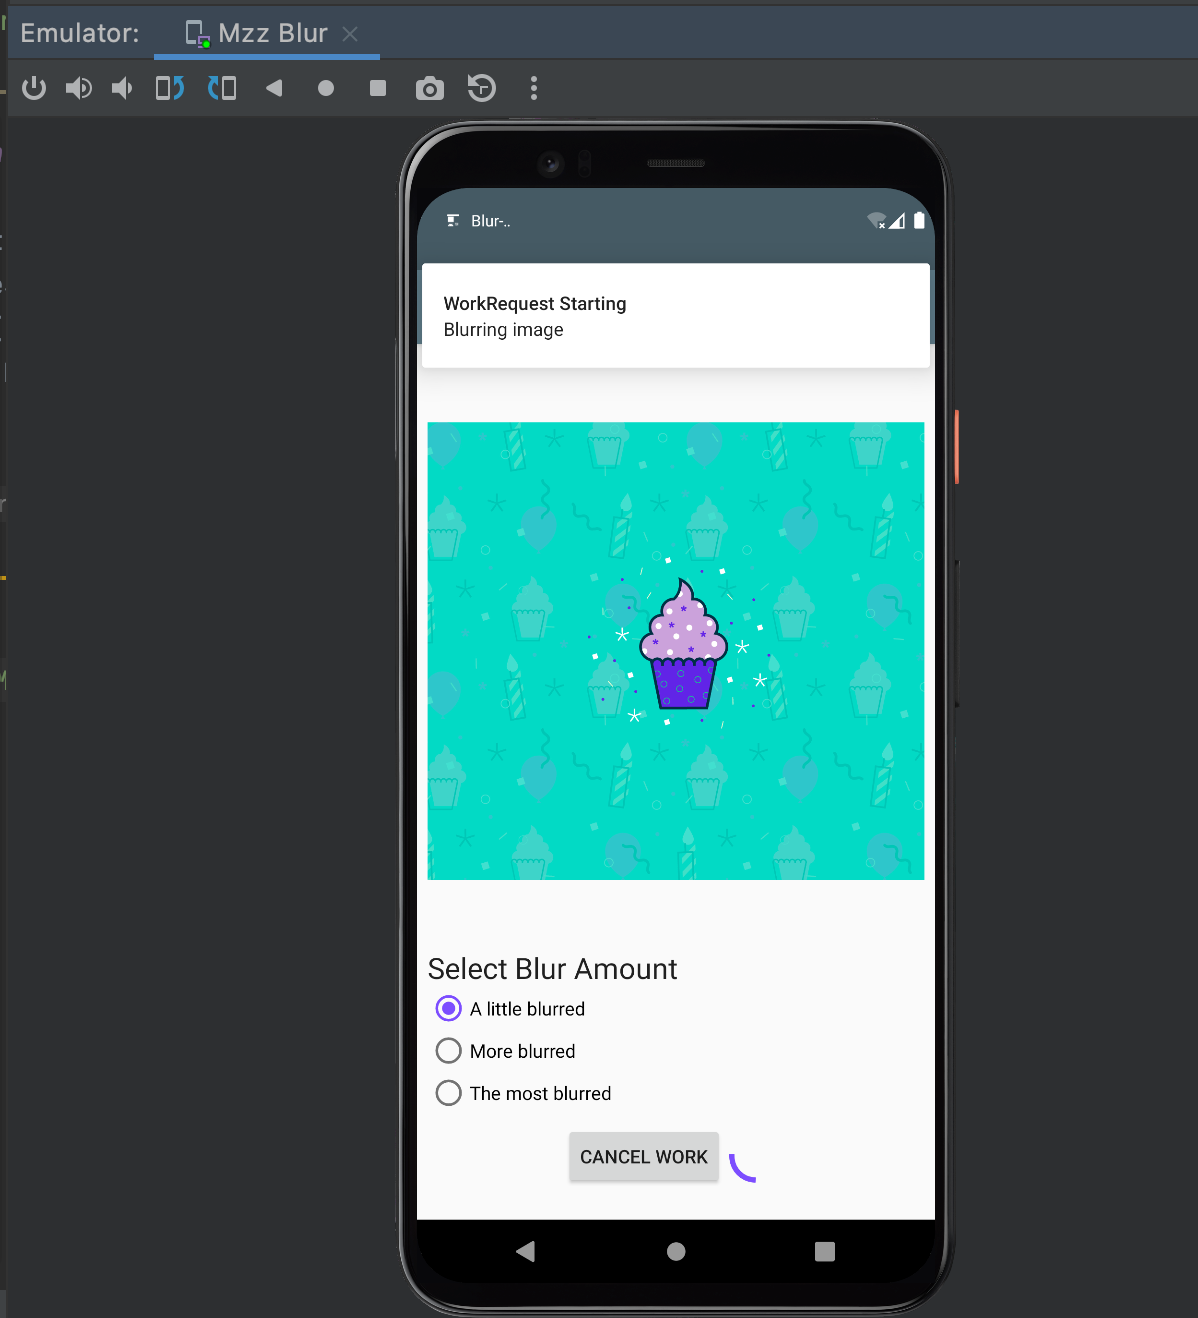 Emulator: Mzz Blur
Blur-..
WorkRequest Starting
Blurring image
Select Blur Amount
A little blurred
More blurred
The most blurred
CANCEL WORK